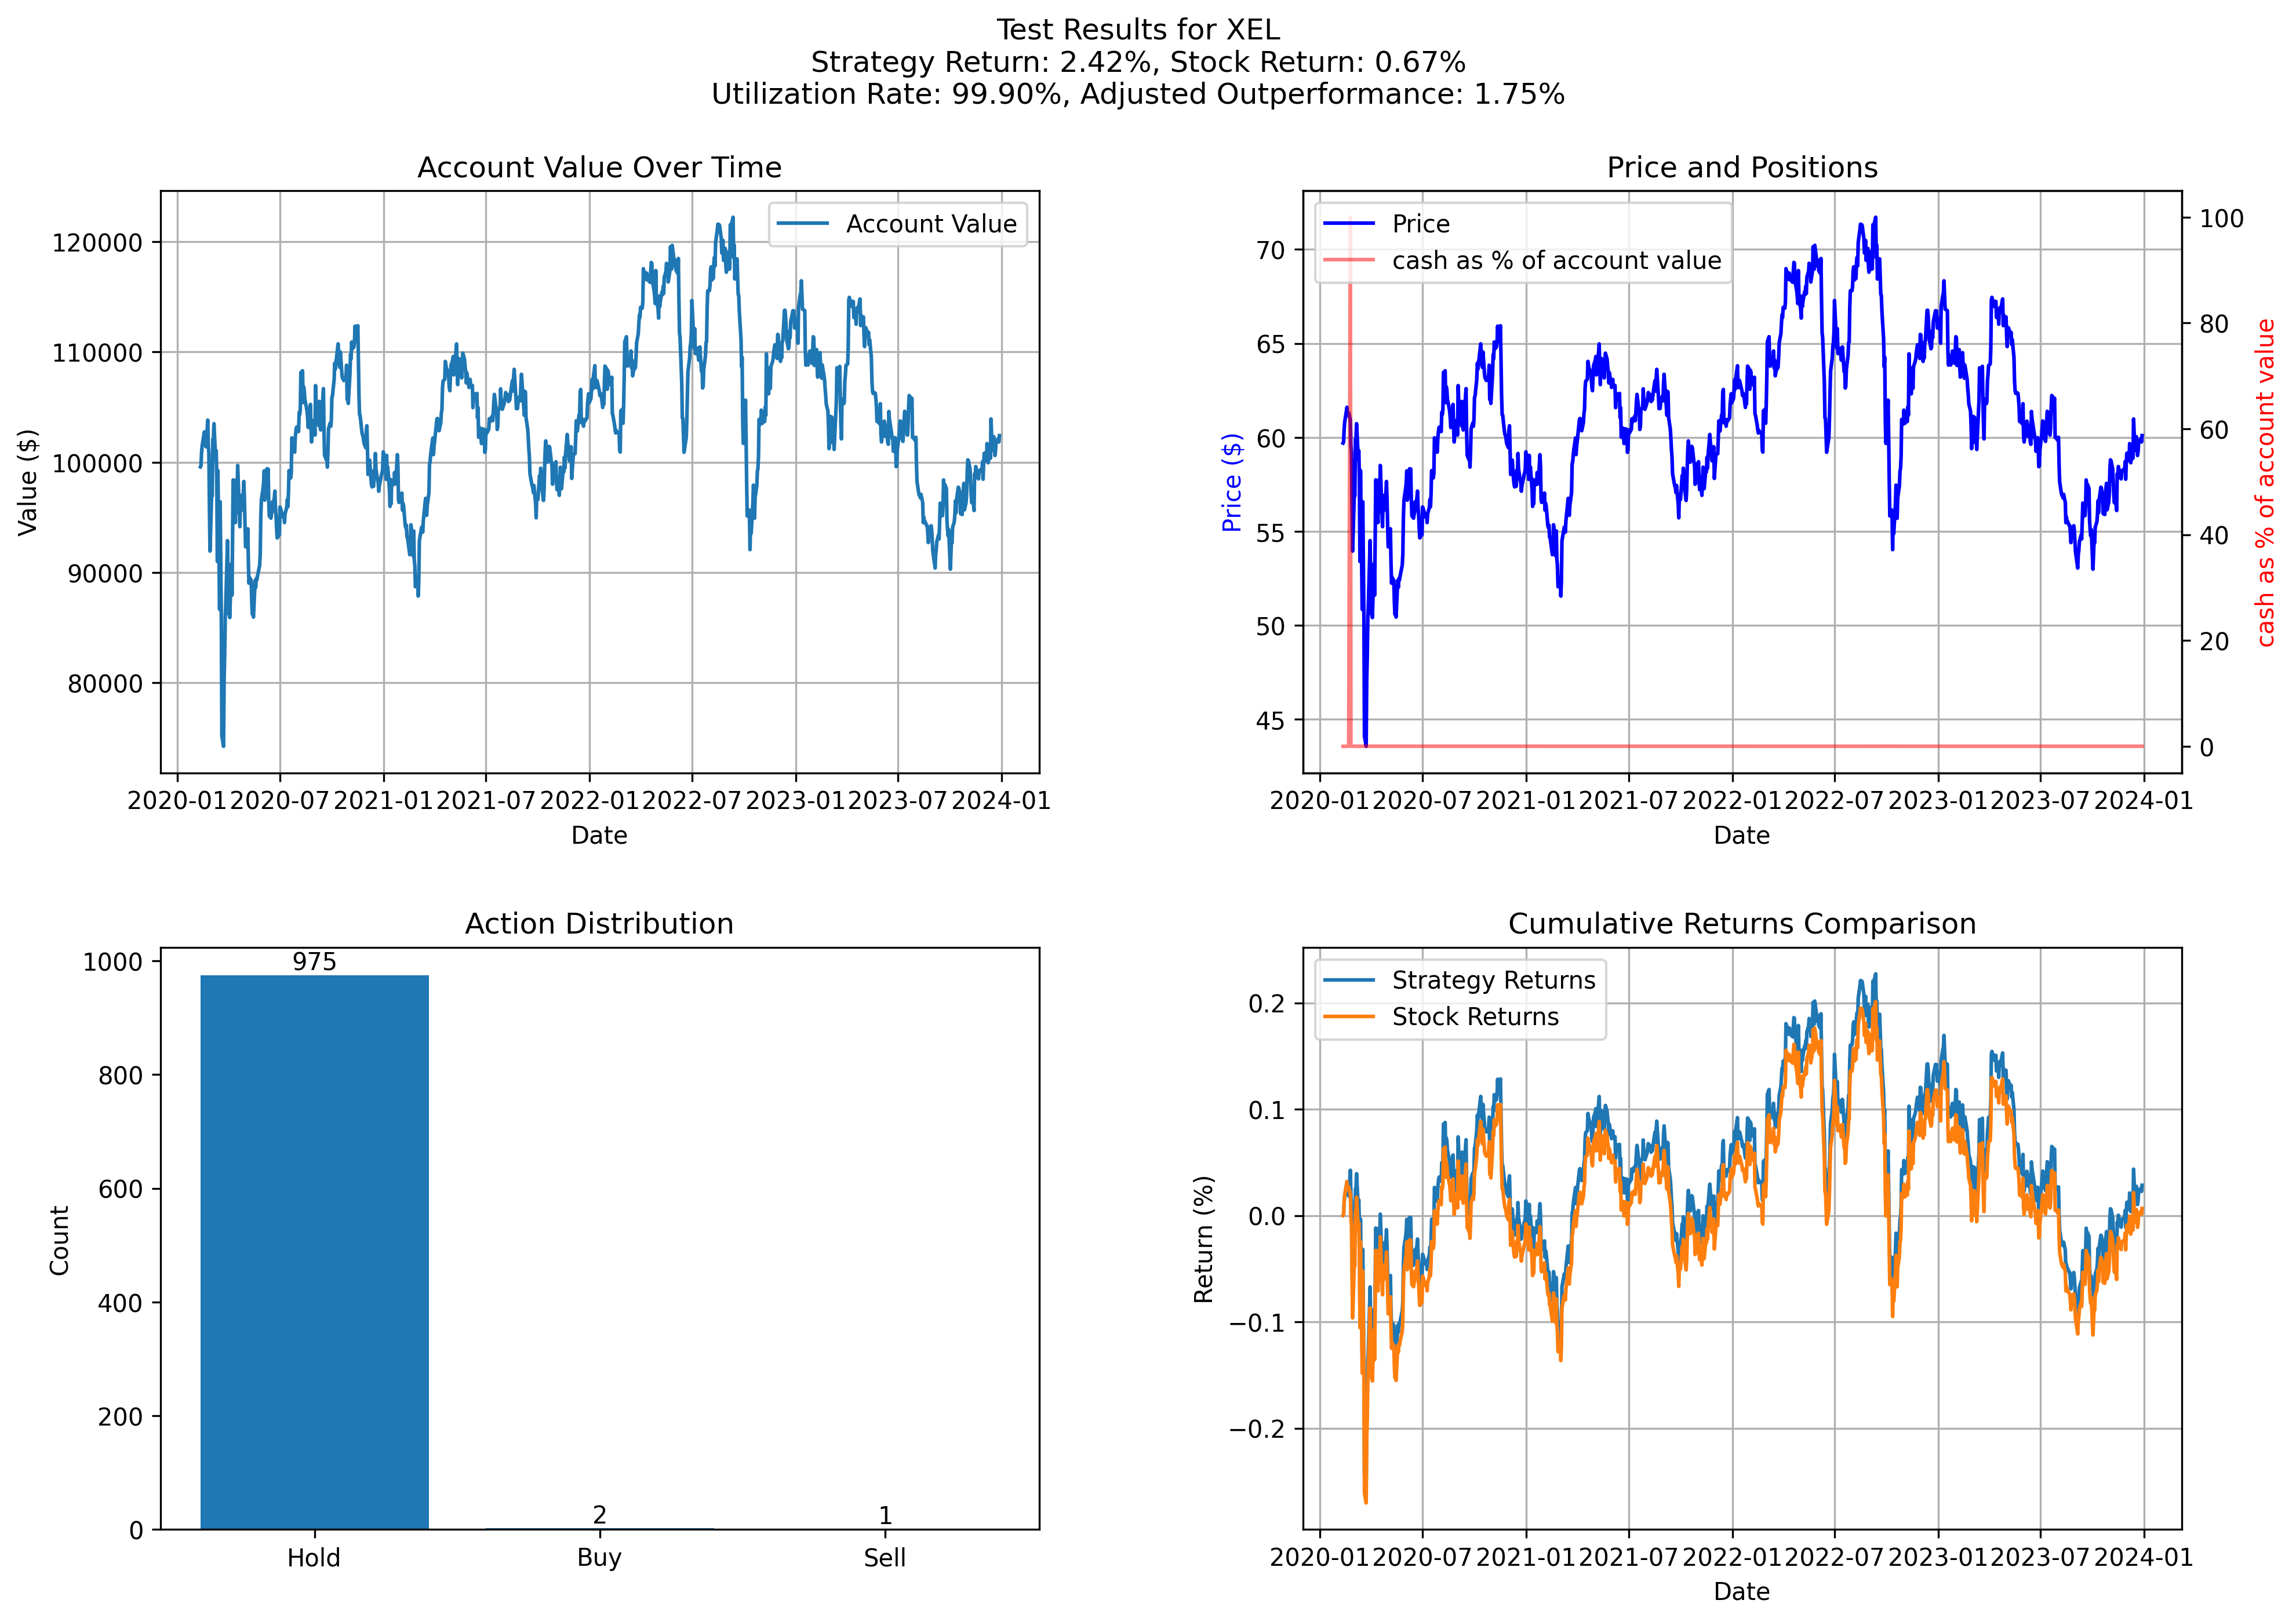 Test Results for XEL
Strategy Return: 2.42%, Stock Return: 0.67%
Utilization Rate: 99.90%, Adjusted Outperformance: 1.75%
Account Value Over Time
Account Value
120000
110000
100000
90000
80000
Value ($)
2020-01
2020-07
2021-01
2021-07
2022-01
2022-07
2023-01
2023-07
2024-01
Date
Price and Positions
Price
cash as % of account value
70
65
60
55
50
45
Price ($)
100
80
60
40
20
0
cash as % of account value
2020-01
2020-07
2021-01
2021-07
2022-01
2022-07
2023-01
2023-07
2024-01
Date
Action Distribution
1000
800
600
400
200
0
Count
975
2
1
Hold
Buy
Sell
Cumulative Returns Comparison
Strategy Returns
Stock Returns
0.2
0.1
0.0
−0.1
−0.2
Return (%)
2020-01
2020-07
2021-01
2021-07
2022-01
2022-07
2023-01
2023-07
2024-01
Date